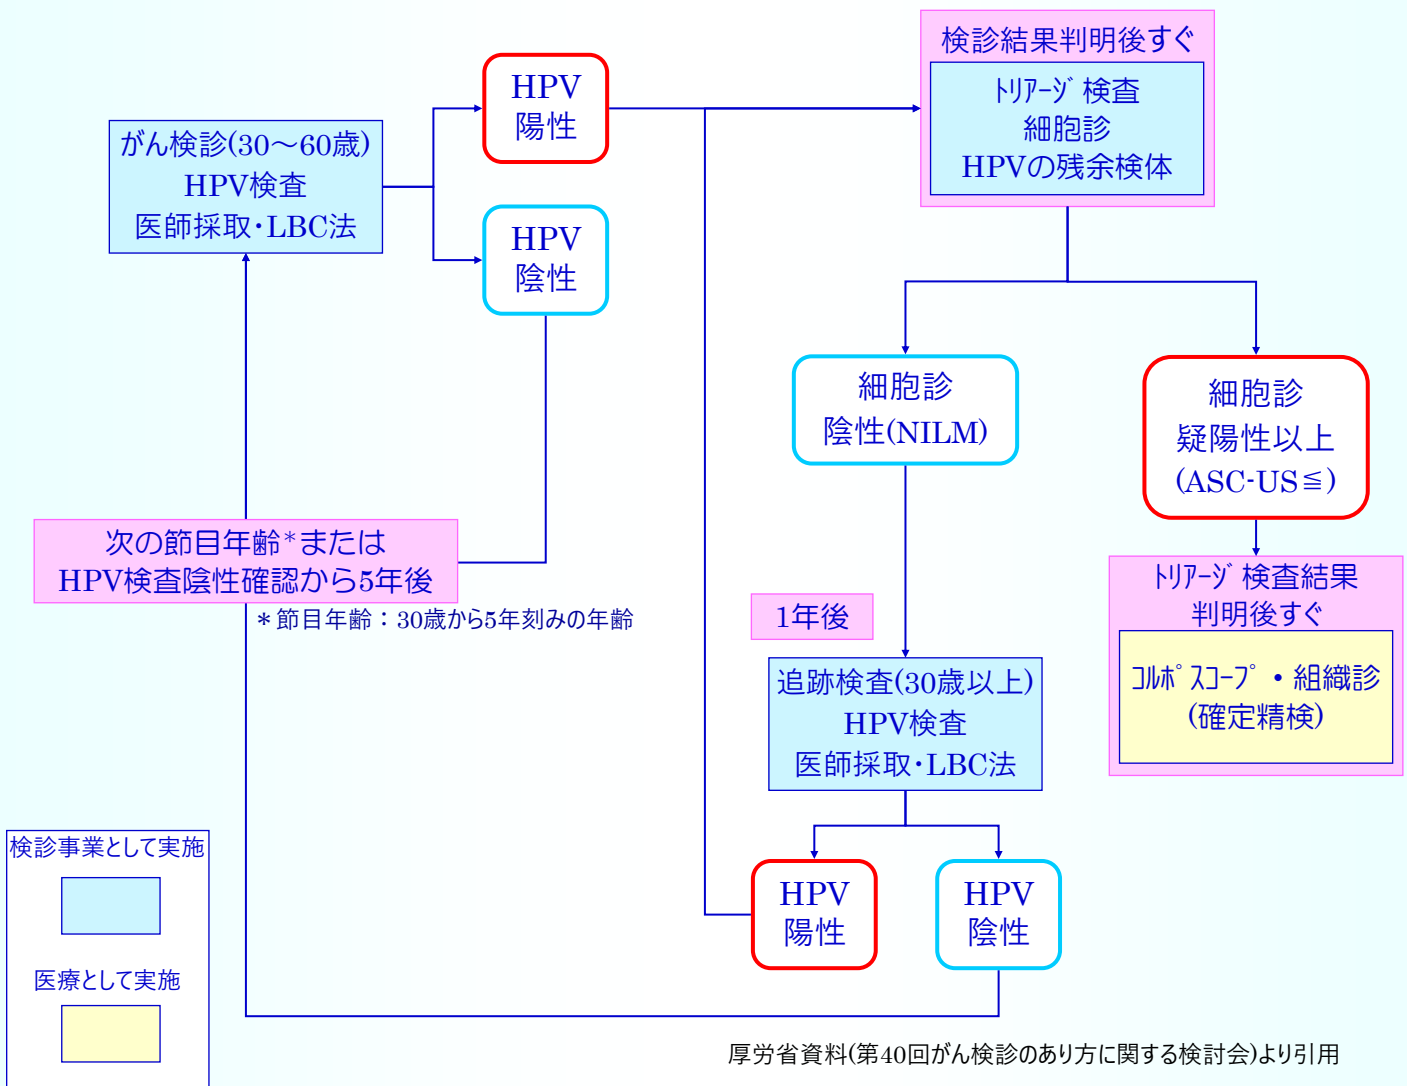 検診結果判明後すぐ
ﾄﾘｱｰｼﾞ検査
細胞診
HPVの残余検体
HPV
陽性
がん検診(30～60歳)
HPV検査
医師採取・LBC法
HPV
陰性
細胞診
陰性(NILM)
細胞診
疑陽性以上
(ASC-US≦)
次の節目年齢*または
HPV検査陰性確認から5年後
＊節目年齢：30歳から5年刻みの年齢
1年後
追跡検査(30歳以上)
HPV検査
医師採取・LBC法
ﾄﾘｱｰｼﾞ検査結果
判明後すぐ
ｺﾙﾎﾟｽｺｰﾌﾟ・組織診
(確定精検)
HPV
陽性
HPV
陰性
検診事業として実施
医療として実施
厚労省資料(第40回がん検診のあり方に関する検討会)より引用